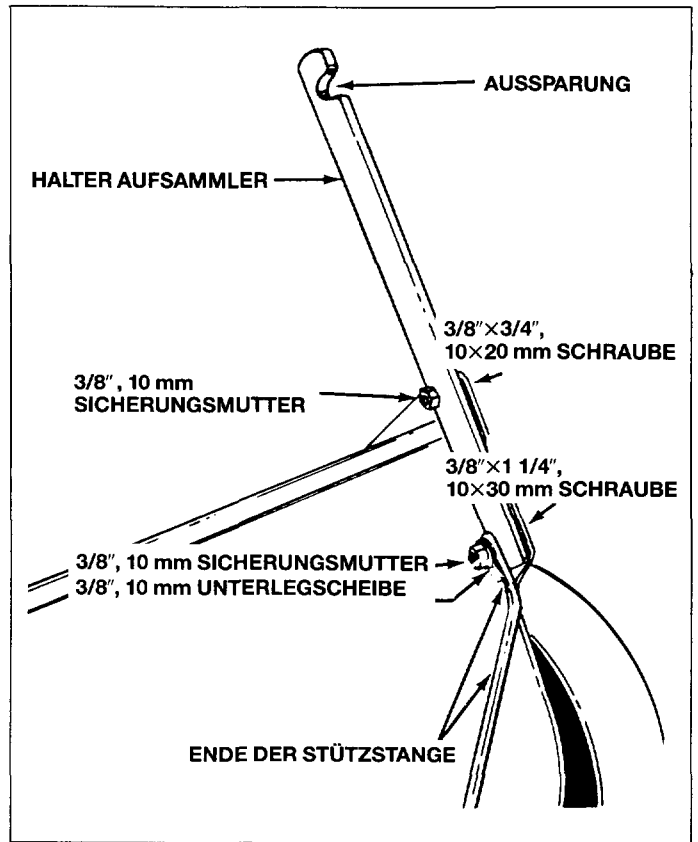 AUSSPARUNG
HALTER AUFSAMMLER
3/8″×3/4″,
10×20 mm SCHRAUBE
3/8″, 10 mm
SICHERUNGSMUTTER
3/8″×1 1/4″,
10×30 mm SCHRAUBE
3/8″, 10 mm SICHERUNGSMUTTER
3/8″, 10 mm UNTERLEGSCHEIBE
ENDE DER STÜTZSTANGE